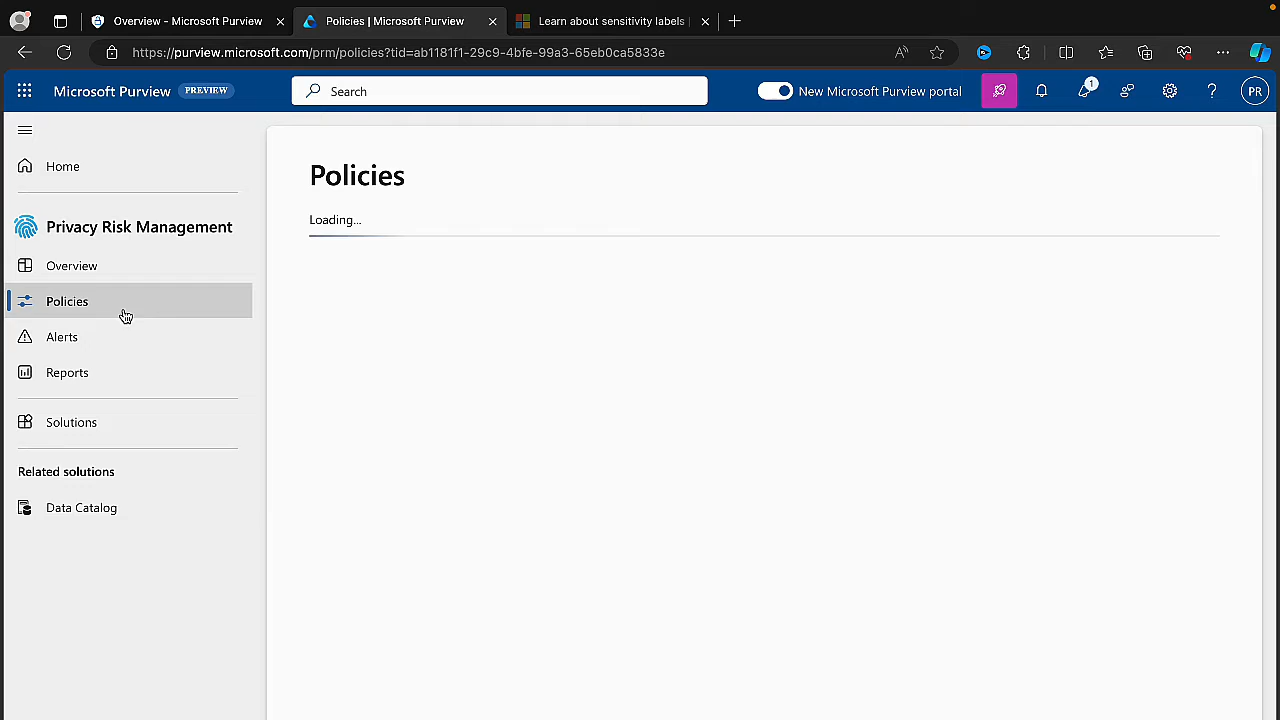 Overview - Microsoft Purview
Policies | Microsoft Purview
Learn about sensitivity labels |
https://purview.microsoft.com/prm/policies?tid=ab1181f1-29c9-4bfe-99a3-65eb0ca5833e
Microsoft Purview PREVIEW
Search
New Microsoft Purview portal
1
PR
Home
Privacy Risk Management
Overview
Policies
Alerts
Reports
Solutions
Related solutions
Data Catalog
Policies
Loading...